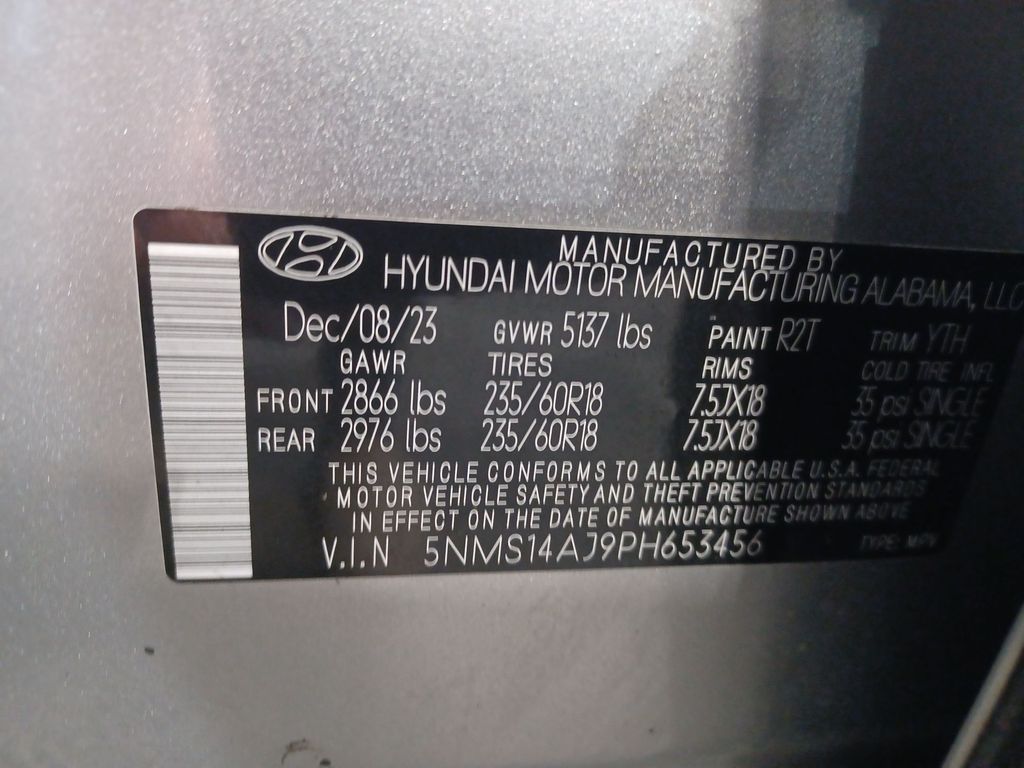 MANUFACTURED BY
HYUNDAI MOTOR MANUFACTURING ALABAMA, LLC
Dec/08/23 GVWR 5137 lbs PAINT R2T TRIM YTH
GAWR TIRES RIMS COLD TIRE INFL
FRONT 2866 lbs 235/60R18 7.5JX18 35 psi SINGLE
REAR 2976 lbs 235/60R18 7.5JX18 35 psi SINGLE
THIS VEHICLE CONFORMS TO ALL APPLICABLE U.S.A. FEDERAL
MOTOR VEHICLE SAFETY AND THEFT PREVENTION STANDARDS
IN EFFECT ON THE DATE OF MANUFACTURE SHOWN ABOVE
V.I.N 5NMS14AJ9PH653456 TYPE: MPV